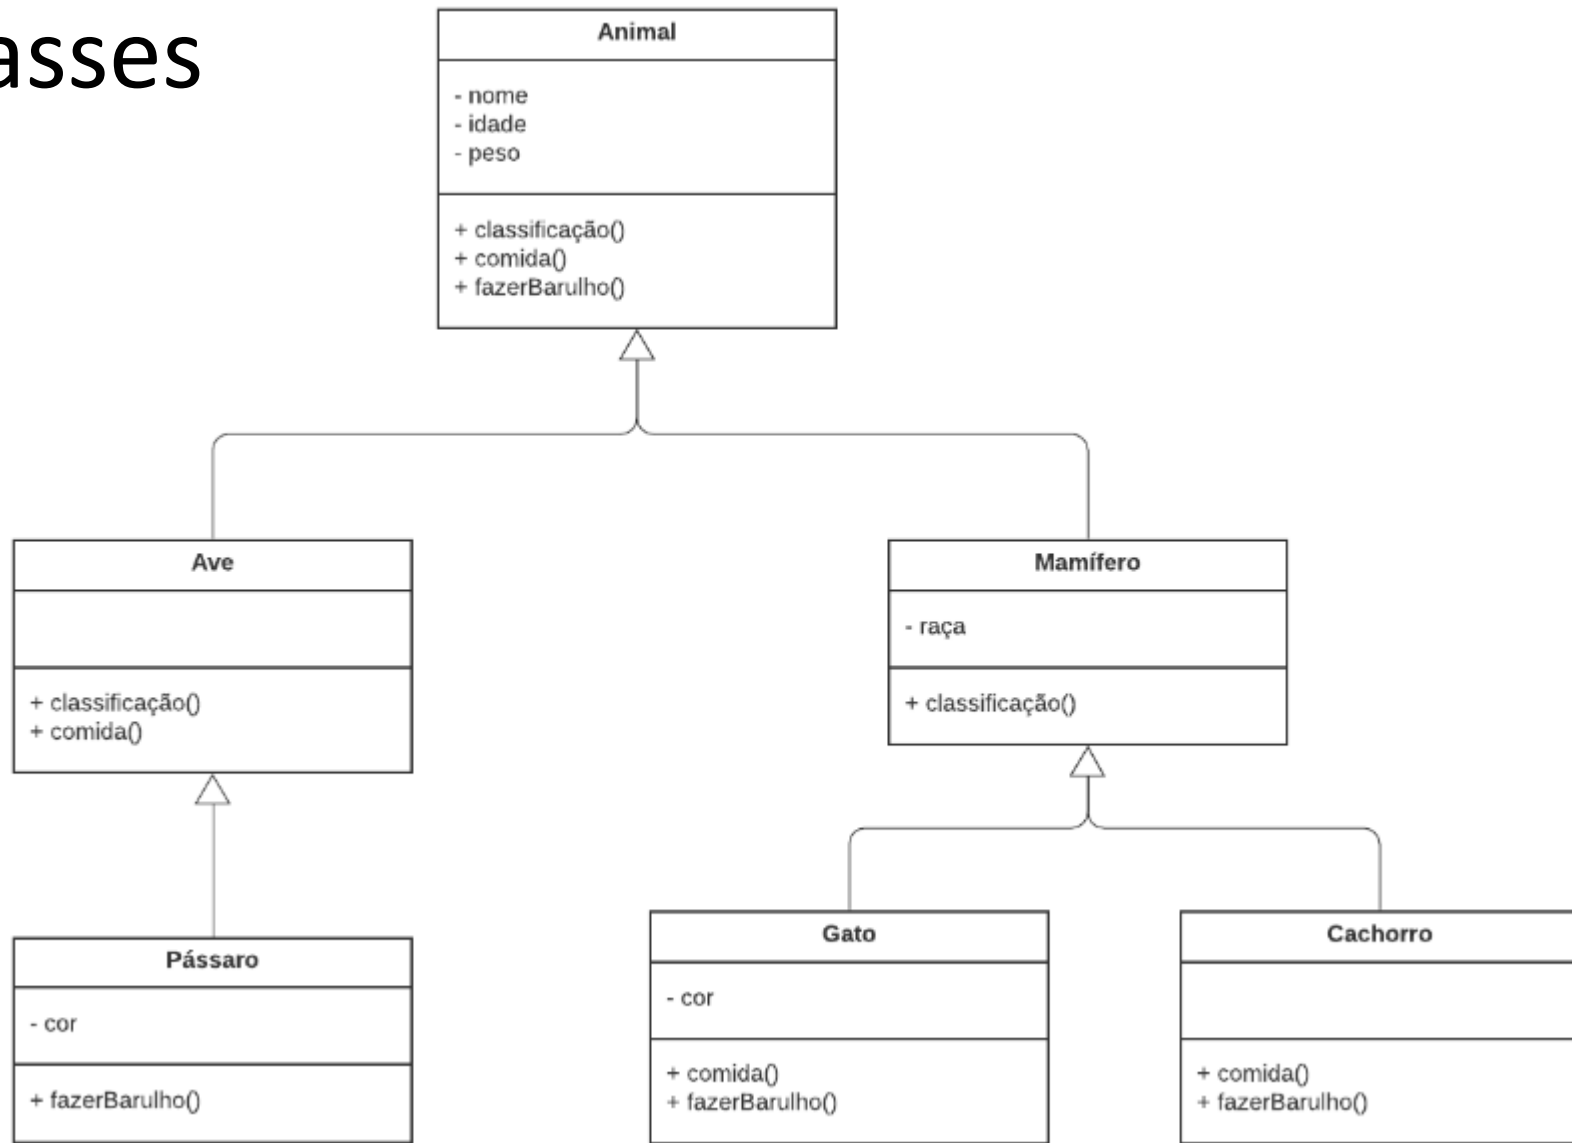 asses
Animal
- nome
- idade
- peso
+ classificação()
+ comida()
+ fazerBarulho()
Ave
+ classificação()
+ comida()
Mamífero
- raça
+ classificação()
Pássaro
- cor
+ fazerBarulho()
Gato
- cor
+ comida()
+ fazerBarulho()
Cachorro
+ comida()
+ fazerBarulho()